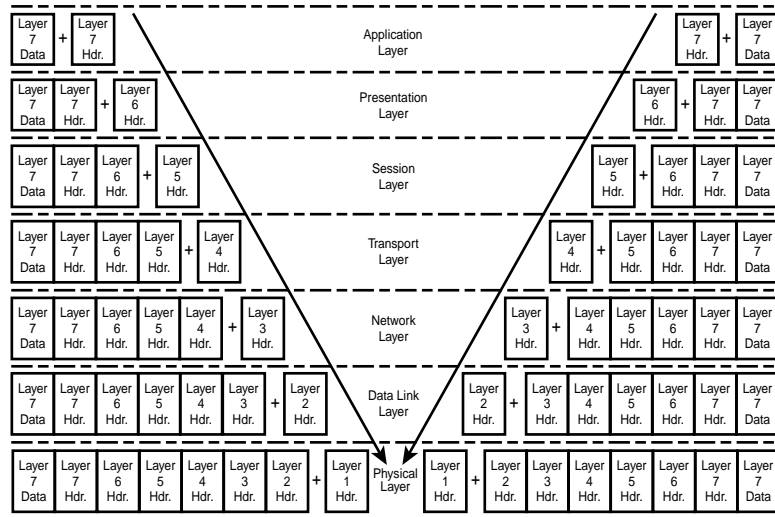 Layer Layer
7 + 7
Data Hdr.
Application
Layer
Layer Layer
7 + 7
Hdr. Data
Layer Layer Layer
7 7 + 6
Data Hdr. Hdr.
Presentation
Layer
Layer Layer Layer
6 + 7 7
Hdr. Hdr. Data
Layer Layer Layer Layer
7 7 6 + 5
Data Hdr. Hdr. Hdr.
Session
Layer
Layer Layer Layer Layer
5 + 6 7 7
Hdr. Hdr. Hdr. Data
Layer Layer Layer Layer Layer
7 7 6 5 + 4
Data Hdr. Hdr. Hdr. Hdr.
Transport
Layer
Layer Layer Layer Layer Layer
4 + 5 6 7 7
Hdr. Hdr. Hdr. Hdr. Data
Layer Layer Layer Layer Layer Layer
7 7 6 5 4 + 3
Data Hdr. Hdr. Hdr. Hdr. Hdr.
Network
Layer
Layer Layer Layer Layer Layer Layer
3 + 4 5 6 7 7
Hdr. Hdr. Hdr. Hdr. Hdr. Data
Layer Layer Layer Layer Layer Layer Layer
7 7 6 5 4 3 + 2
Data Hdr. Hdr. Hdr. Hdr. Hdr. Hdr.
Data Link
Layer
Layer Layer Layer Layer Layer Layer Layer
2 + 3 4 5 6 7 7
Hdr. Hdr. Hdr. Hdr. Hdr. Hdr. Data
Layer Layer Layer Layer Layer Layer Layer Layer
7 7 6 5 4 3 2 + 1
Data Hdr. Hdr. Hdr. Hdr. Hdr. Hdr. Hdr.
Physical
Layer
Layer Layer Layer Layer Layer Layer Layer Layer
1 + 2 3 4 5 6 7 7
Hdr. Hdr. Hdr. Hdr. Hdr. Hdr. Hdr. Data